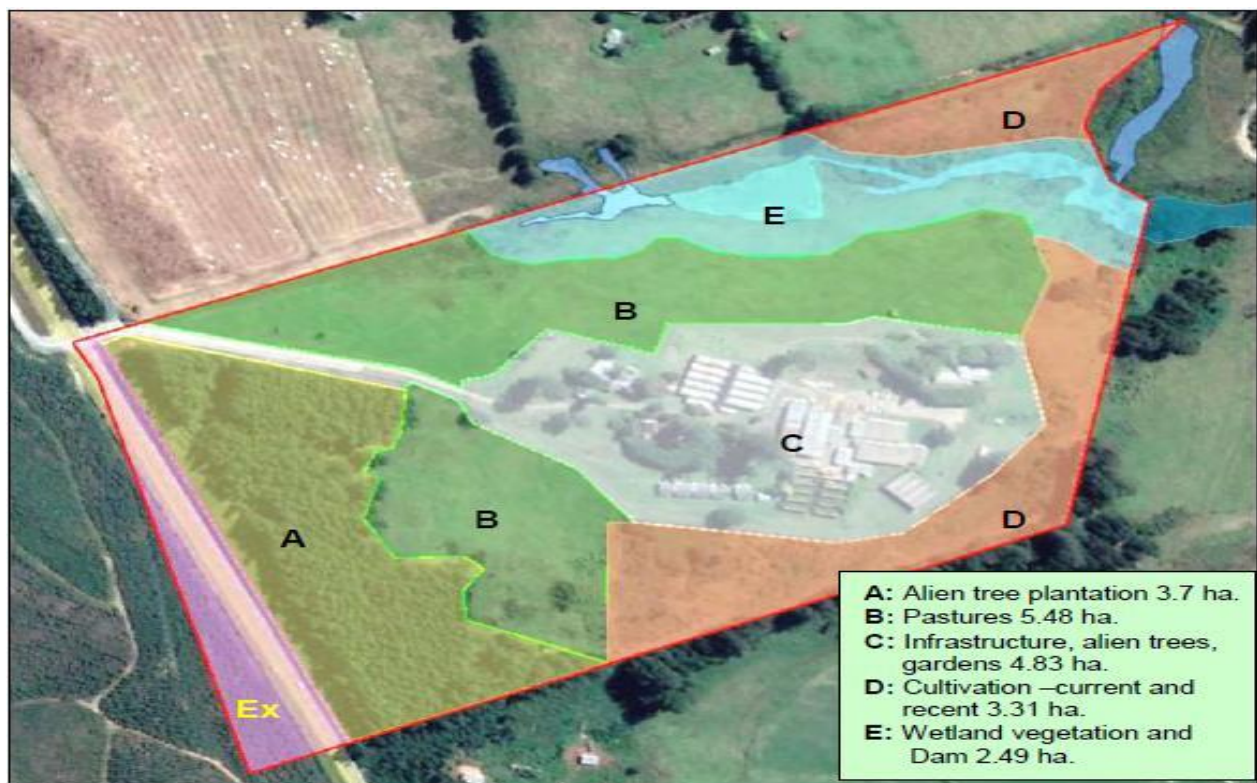 D
E
B
C
B
A
D
Ex
A: Alien tree plantation 3.7 ha.
B: Pastures 5.48 ha.
C: Infrastructure, alien trees,
gardens 4.83 ha.
D: Cultivation –current and
recent 3.31 ha.
E: Wetland vegetation and
Dam 2.49 ha.